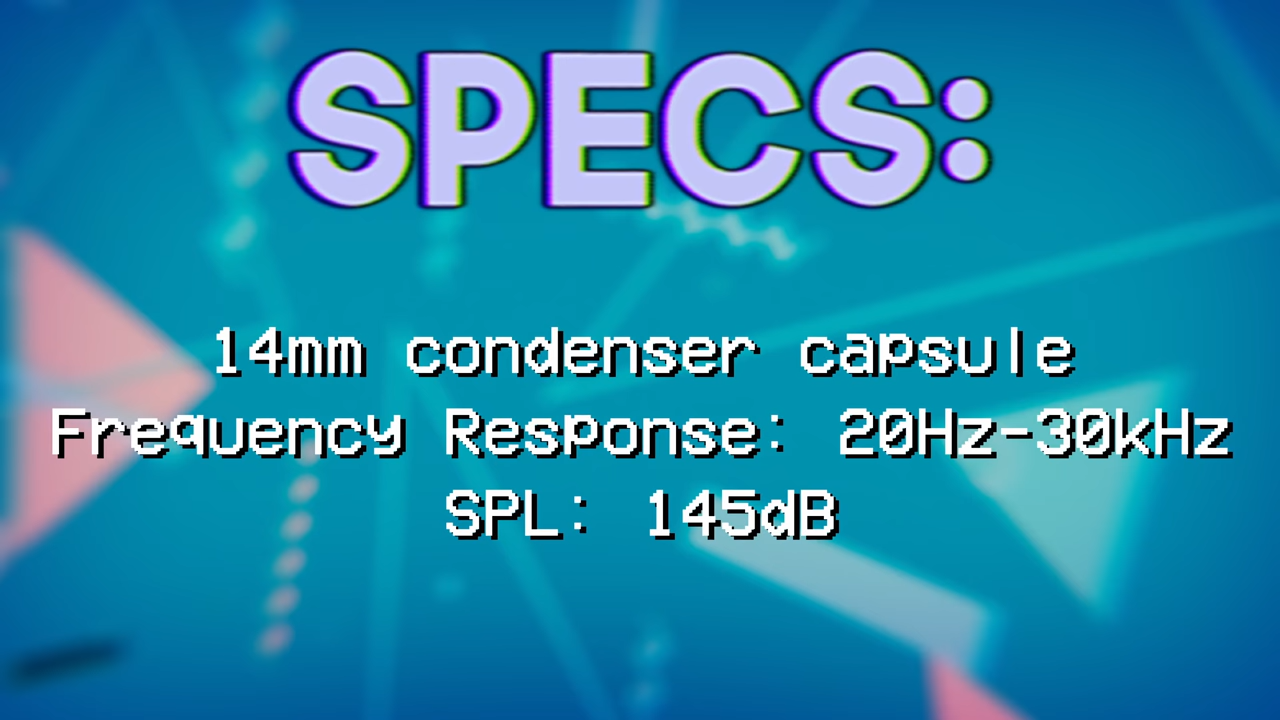 SPECS:
14mm condenser capsule
Frequency Response: 20Hz-30kHz
SPL: 145dB